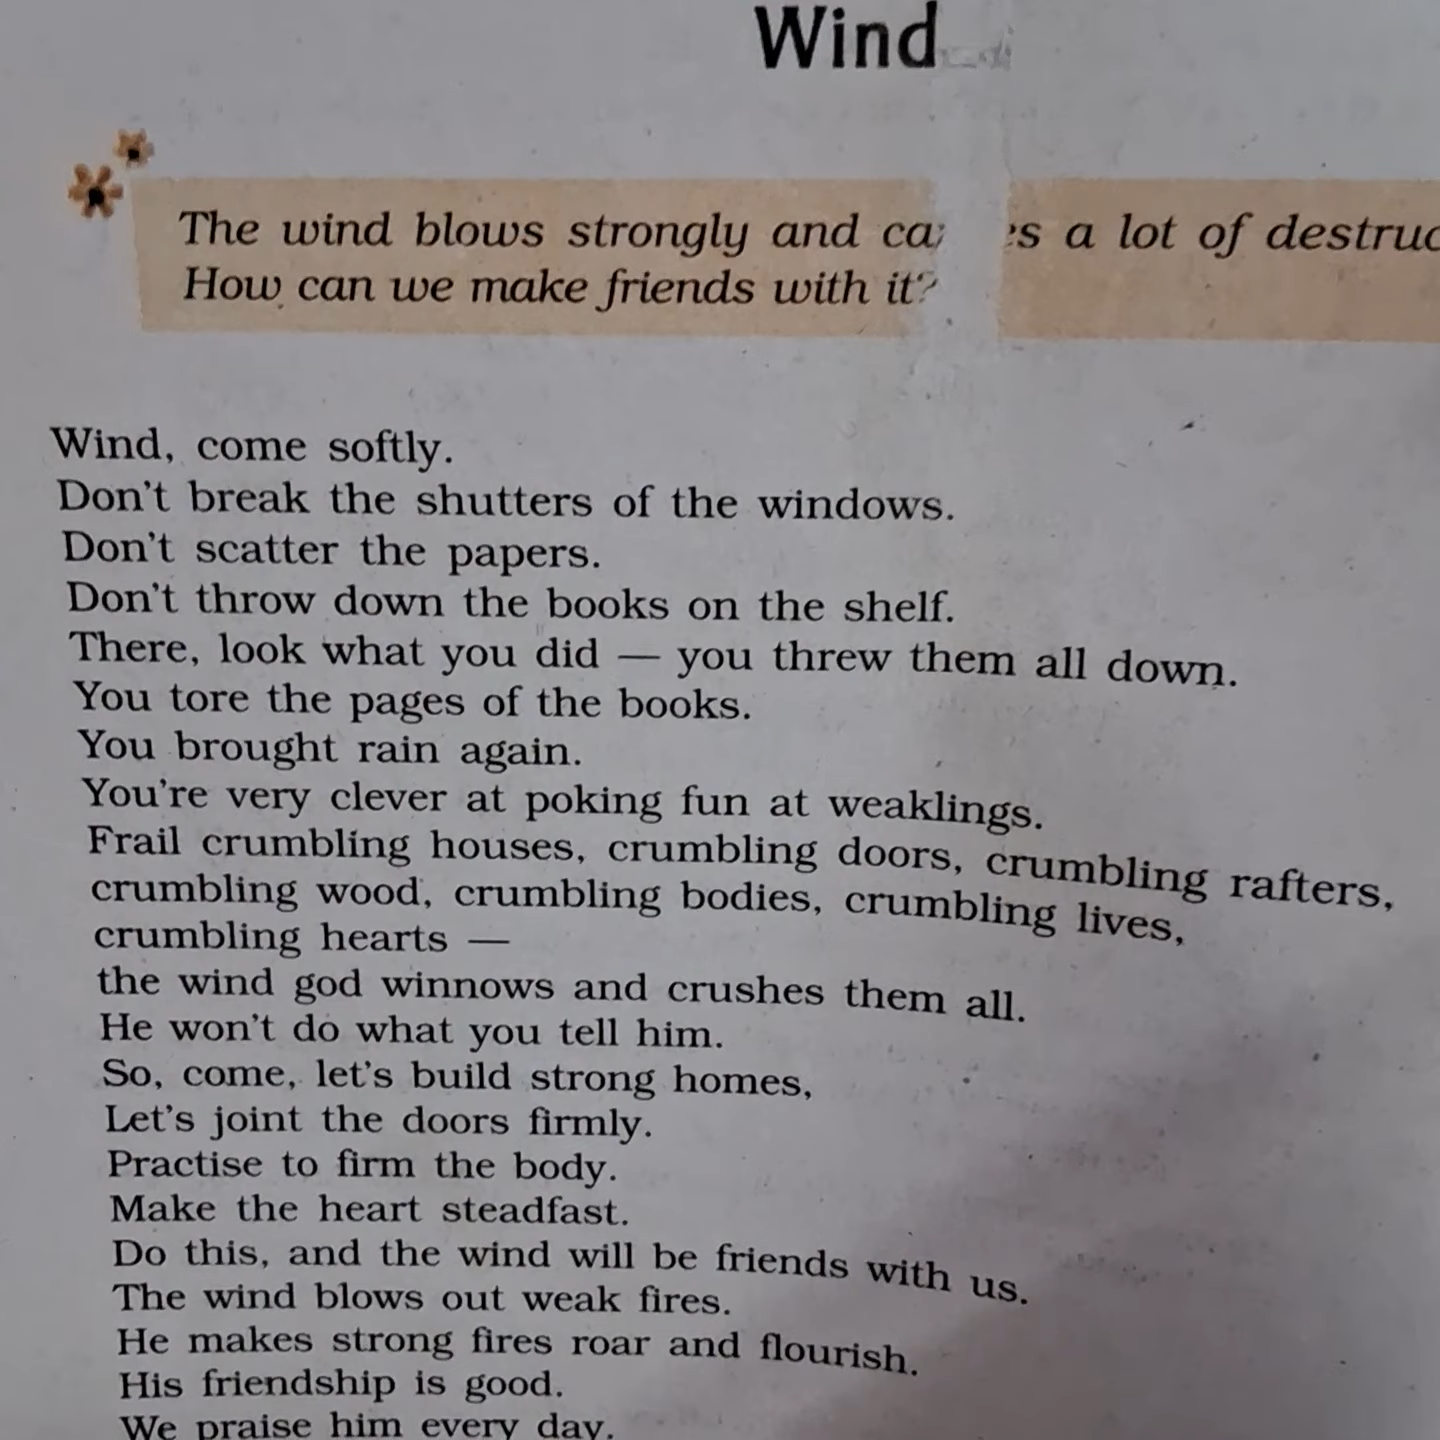 Wind
The wind blows strongly and a lot of
How can we make friends with it?
Wind, come softly.
Don't break the shutters of the windows.
Don't scatter the papers.
Don't throw down the books on the shelf.
There, look what you did — you threw them all down.
You tore the pages of the books.
You brought rain again.
You're very clever at poking fun at weaklings.
Frail crumbling houses, crumbling doors, crumbling rafters,
crumbling wood, crumbling bodies, crumbling lives,
crumbling hearts —
the wind god winnows and crushes them all.
He won't do what you tell him.
So, come, let's build strong homes,
Let's joint the doors firmly.
Practise to firm the body.
Make the heart steadfast.
Do this, and the wind will be friends with us.
The wind blows out weak fires.
He makes strong fires roar and flourish.
His friendship is good.
We praise him every day.